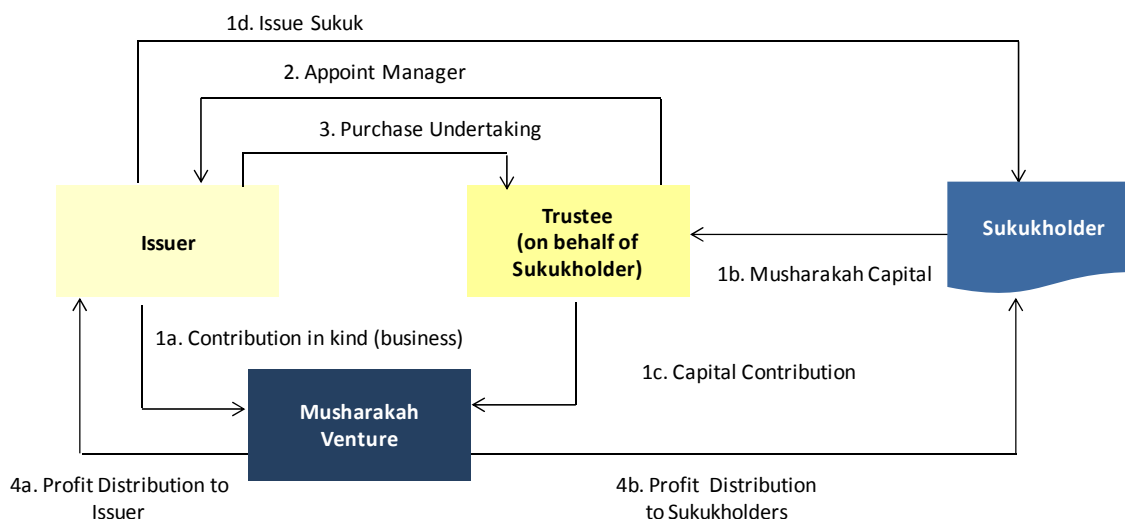 1d. Issue Sukuk
2. Appoint Manager
3. Purchase Undertaking
Issuer
Trustee
(on behalf of
Sukukholder)
Sukukholder
1b. Musharakah Capital
1a. Contribution in kind (business)
1c. Capital Contribution
Musharakah
Venture
4a. Profit Distribution to
Issuer
4b. Profit Distribution
to Sukukholders